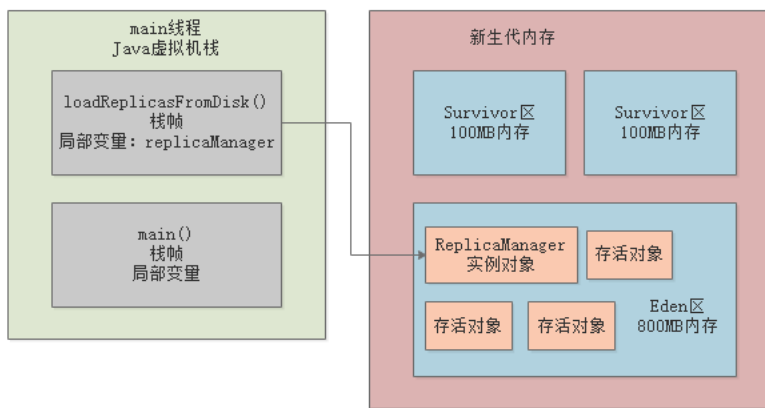 main线程
Java虚拟机栈
loadReplicasFromDisk()
栈帧
局部变量: replicaManager
main()
栈帧
局部变量
新生代内存
Survivor区
100MB内存
Survivor区
100MB内存
ReplicaManager
实例对象
存活对象
存活对象
存活对象
Eden区
800MB内存